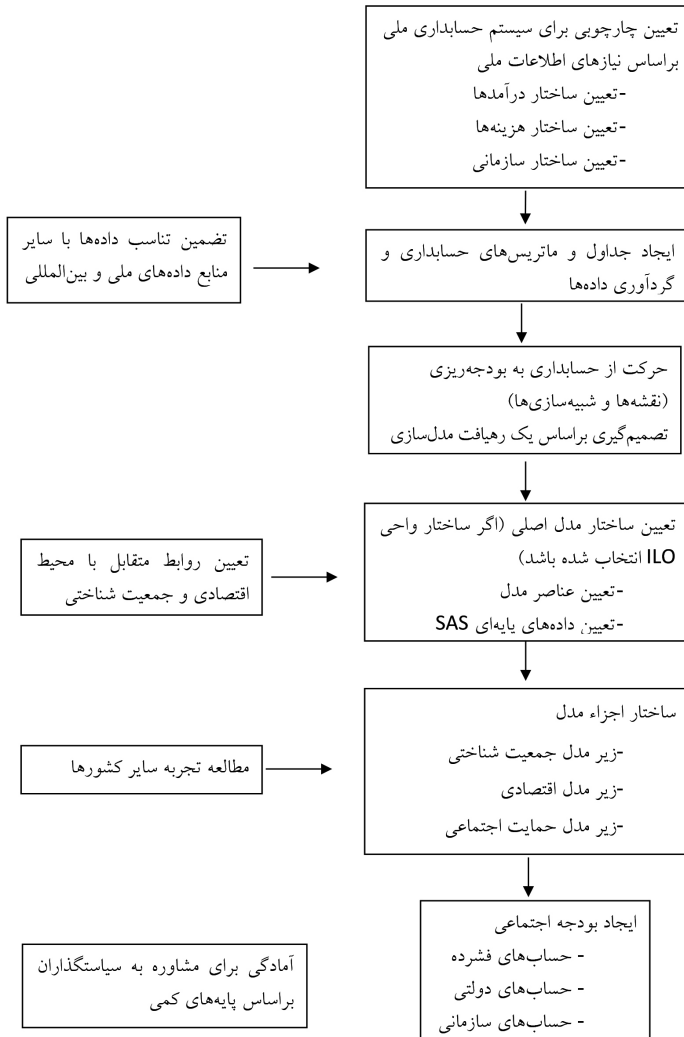 تعیین چارچوبی برای سیستم حسابداری ملی
براساس نیازهای اطلاعات ملی
-تعیین ساختار درآمدها
-تعیین ساختار هزینه‌ها
-تعیین ساختار سازمانی
تضمین تناسب داده‌ها با سایر
منابع داده‌های ملی و بین‌المللی
ایجاد جداول و ماتریس‌های حسابداری و
گردآوری داده‌ها
حرکت از حسابداری به بودجه‌ریزی
(نقشه‌ها و شبیه‌سازی‌ها)
تصمیم‌گیری براساس یک رهیافت مدل‌سازی
تعیین ساختار مدل اصلی (اگر ساختار واحی
ILO انتخاب شده باشد)
-تعیین عناصر مدل
-تعیین داده‌های پایه‌ای SAS
تعیین روابط متقابل با محیط
اقتصادی و جمعیت شناختی
ساختار اجزاء مدل
-زیر مدل جمعیت شناختی
-زیر مدل اقتصادی
-زیر مدل حمایت اجتماعی
مطالعه تجربه سایر کشورها
ایجاد بودجه اجتماعی
- حساب‌های فشرده
- حساب‌های دولتی
- حساب‌های سازمانی
آمادگی برای مشاوره به سیاستگذاران
براساس پایه‌های کمی